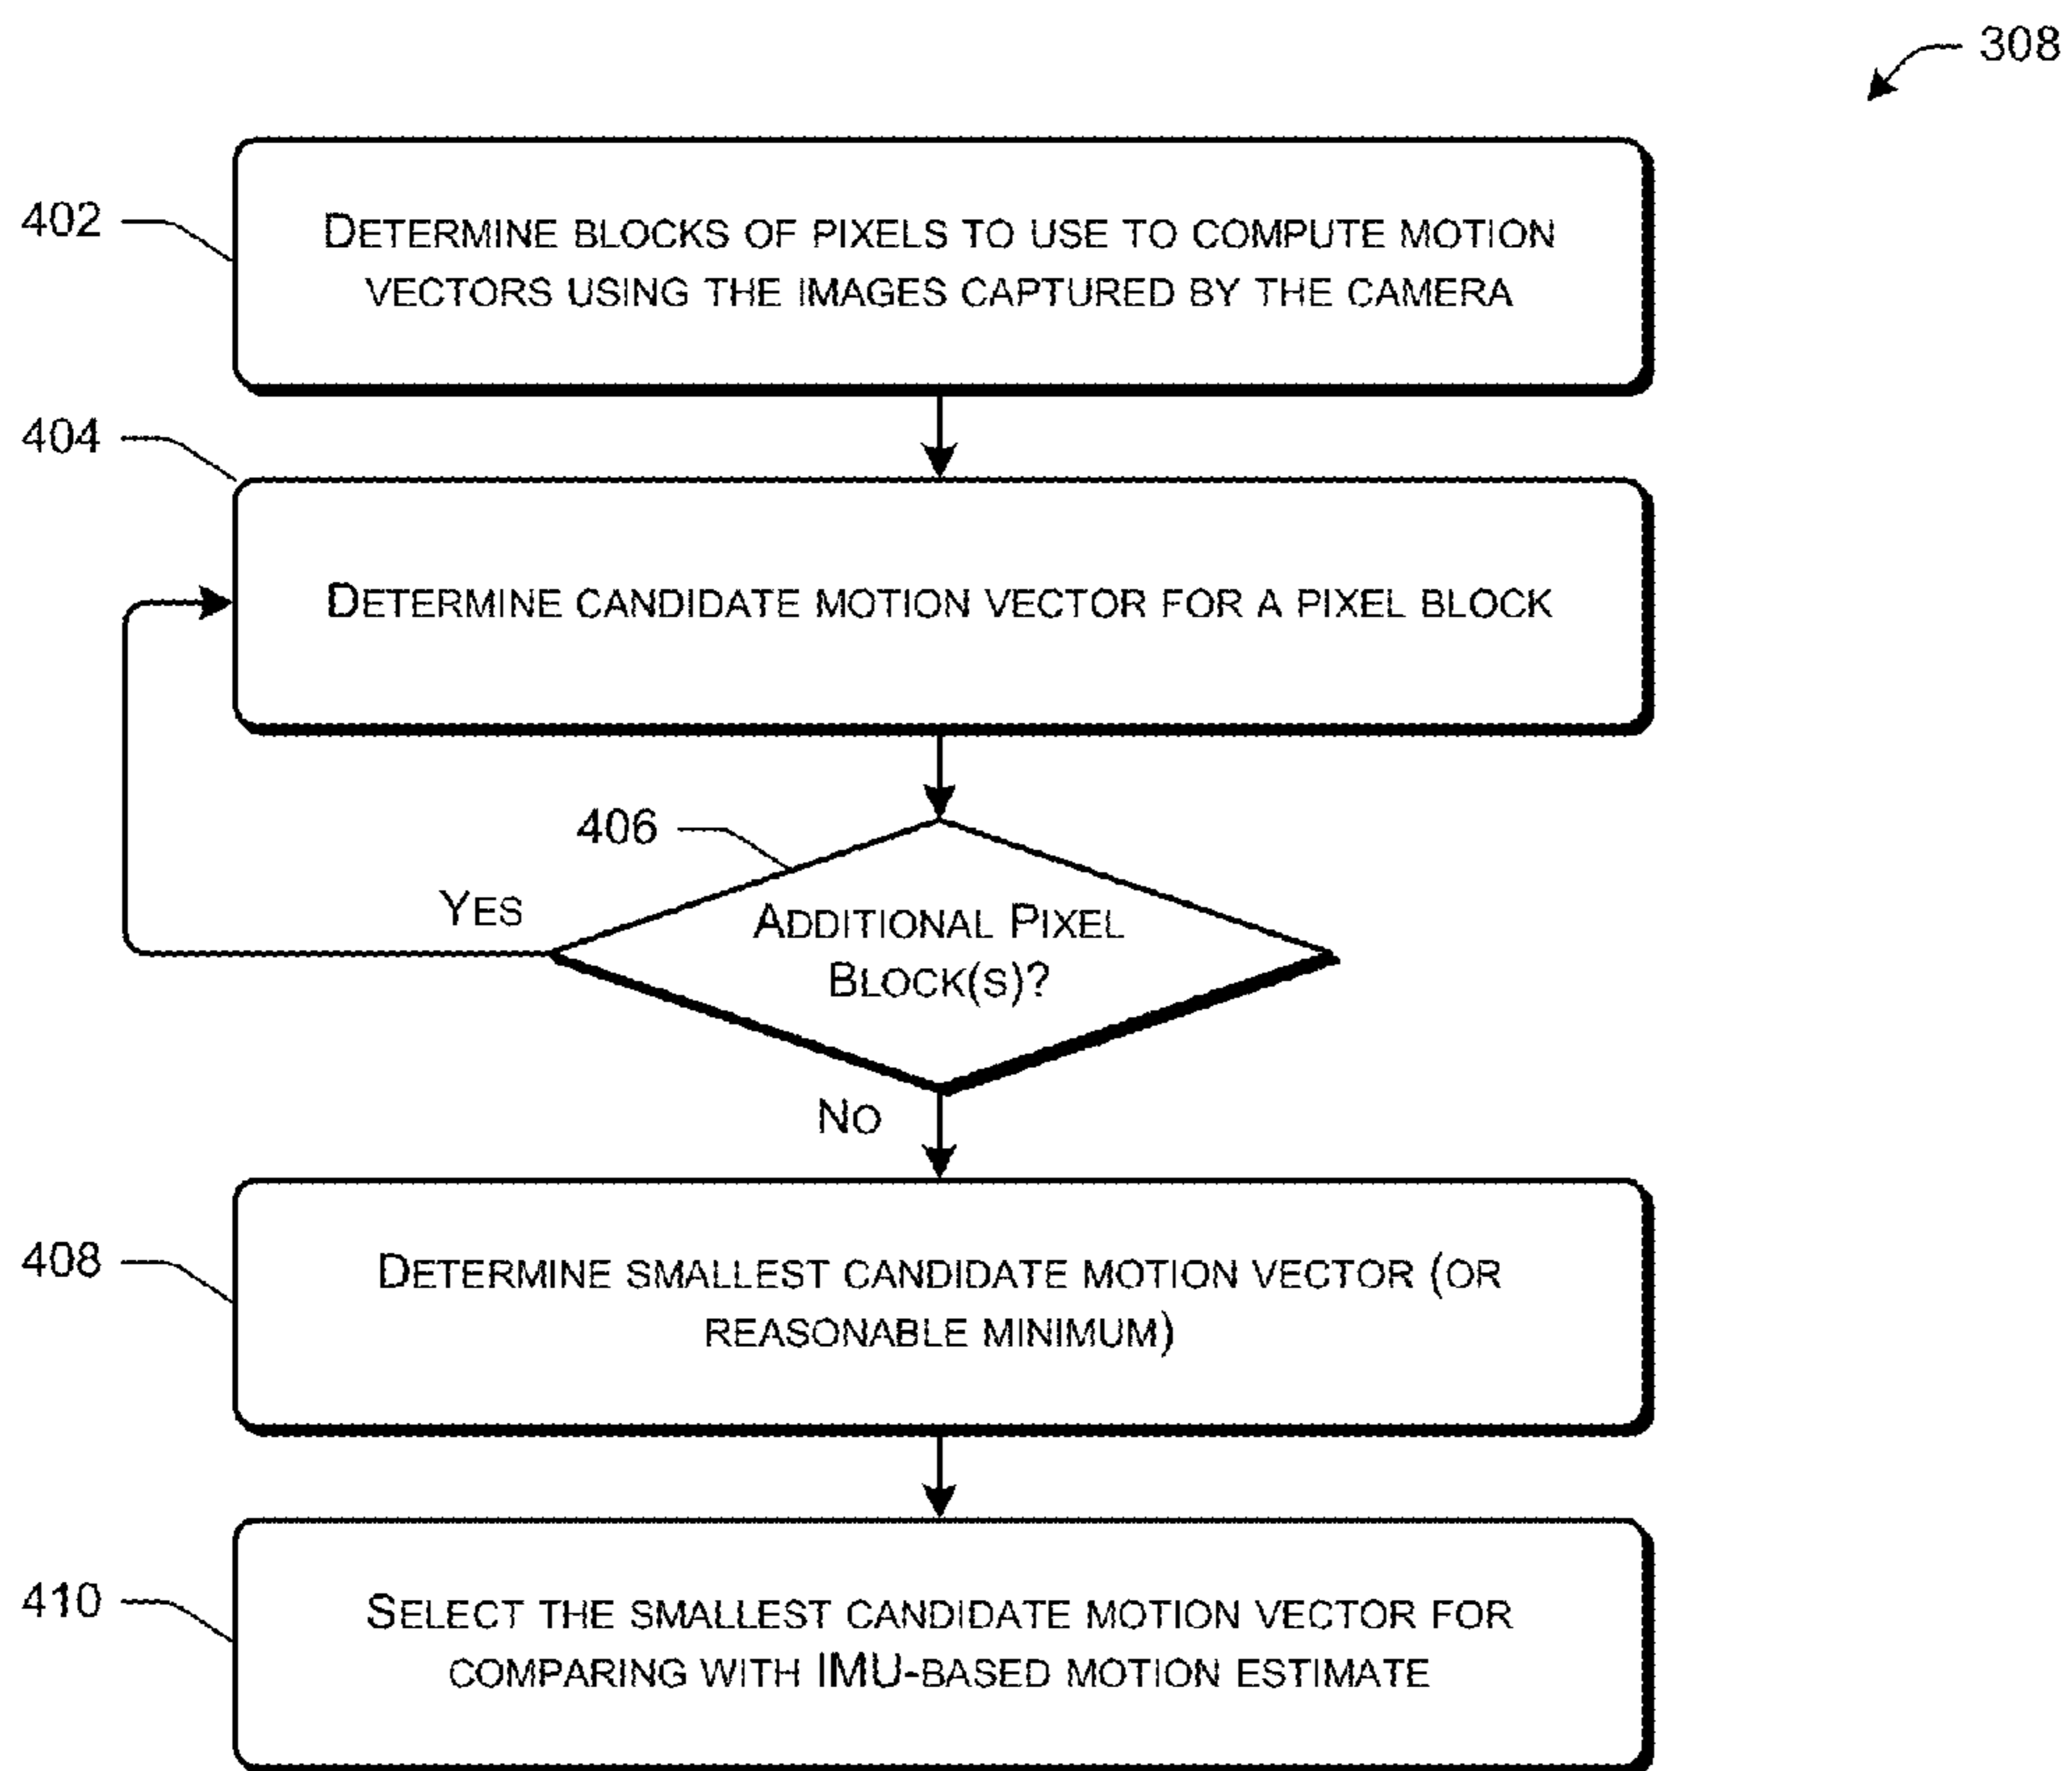 308
402
DETERMINE BLOCKS OF PIXELS TO USE TO COMPUTE MOTION
VECTORS USING THE IMAGES CAPTURED BY THE CAMERA
404
DETERMINE CANDIDATE MOTION VECTOR FOR A PIXEL BLOCK
406
YES
ADDITIONAL PIXEL
BLOCK(S)?
NO
408
DETERMINE SMALLEST CANDIDATE MOTION VECTOR (OR
REASONABLE MINIMUM)
410
SELECT THE SMALLEST CANDIDATE MOTION VECTOR FOR
COMPARING WITH IMU-BASED MOTION ESTIMATE